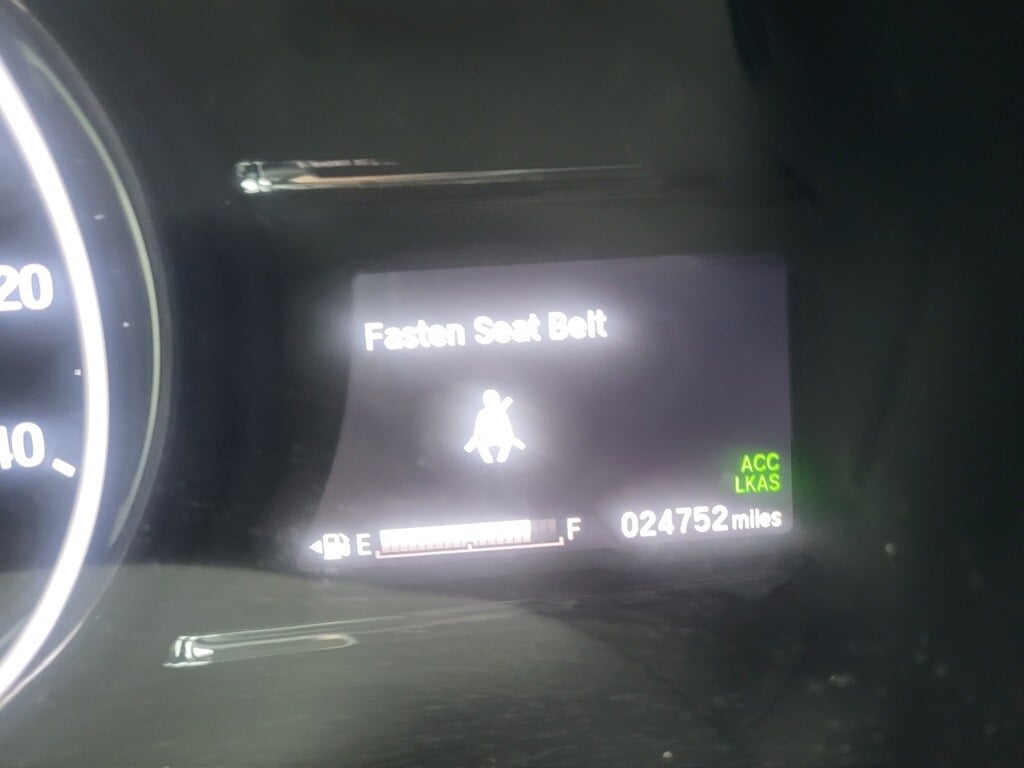 20
40
Fasten Seat Belt
ACC
LKAS
E F
024752 miles